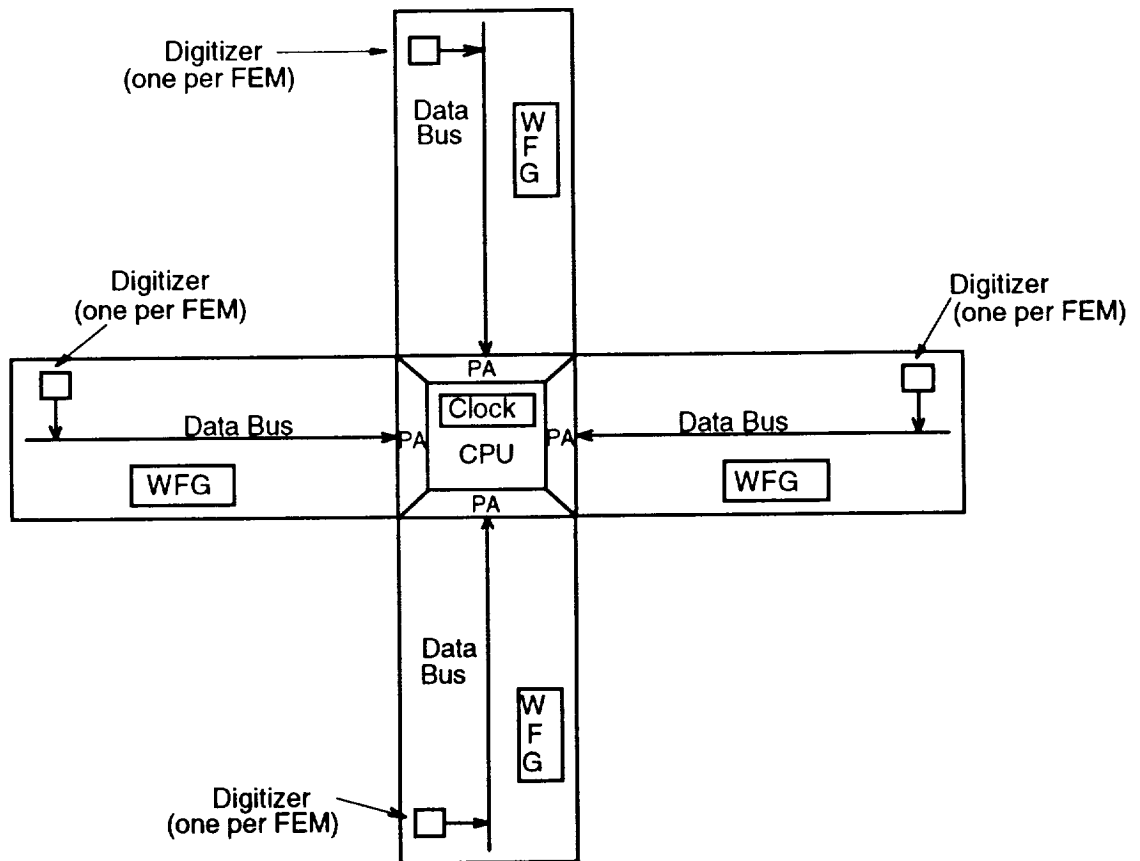 Digitizer
(one per FEM)
Data
Bus
W
F
G
Digitizer
(one per FEM)
Digitizer
(one per FEM)
PA
Clock
Data Bus
PA
CPU
PA
Data Bus
WFG
WFG
PA
Data
Bus
W
F
G
Digitizer
(one per FEM)